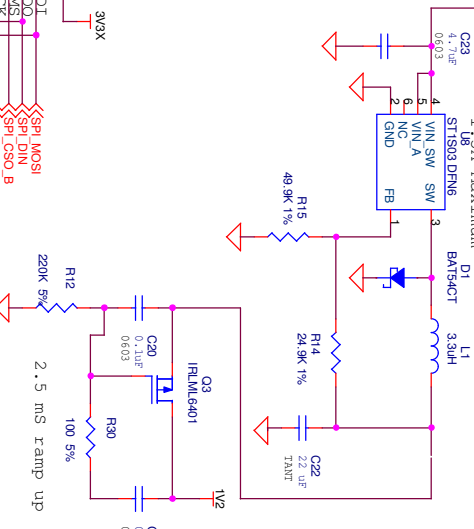 3V3X
SPI_MOSI
SPI_DIN
SPI_CSO_B
C23
4.7uF
0603
U8
ST1S03 DFN6
VIN_SW
VIN_A
NC
GND
SW
FB
4
5
6
2
3
1
D1
BAT54CT
L1
3.3uH
R15
49.9K 1%
R14
24.9K 1%
C22
22 uF
TANT
R12
220K 5%
C20
0.1uF
0603
Q3
IRLML6401
R30
100 5%
1V2
2.5 mS ramp up